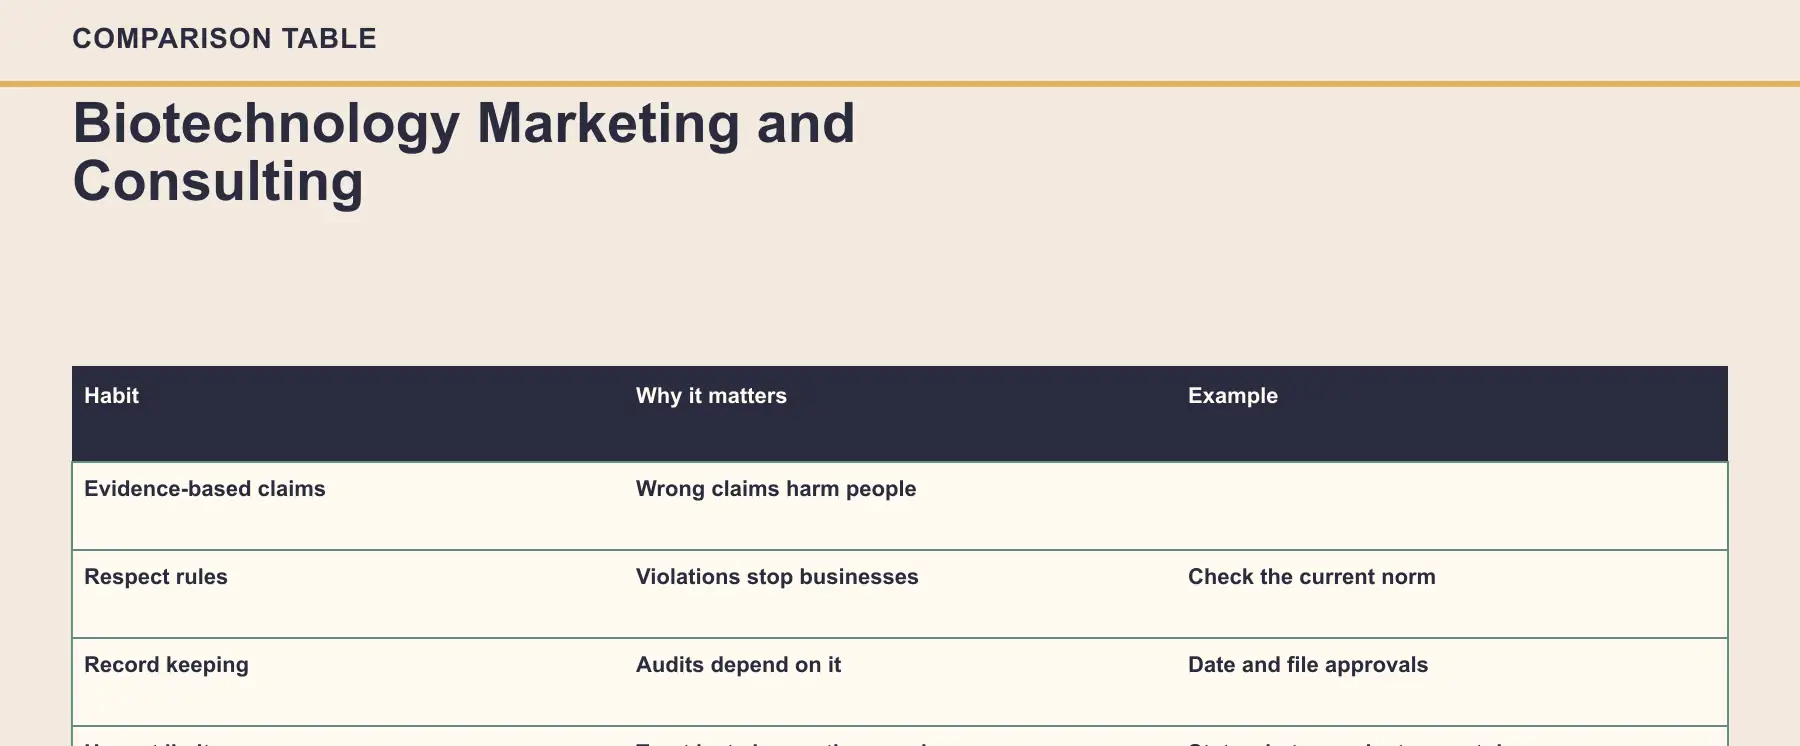 COMPARISON TABLE
Biotechnology Marketing and
Consulting
Habit Why it matters Example
Evidence-based claims Wrong claims harm people
Respect rules Violations stop businesses Check the current norm
Record keeping Audits depend on it Date and file approvals